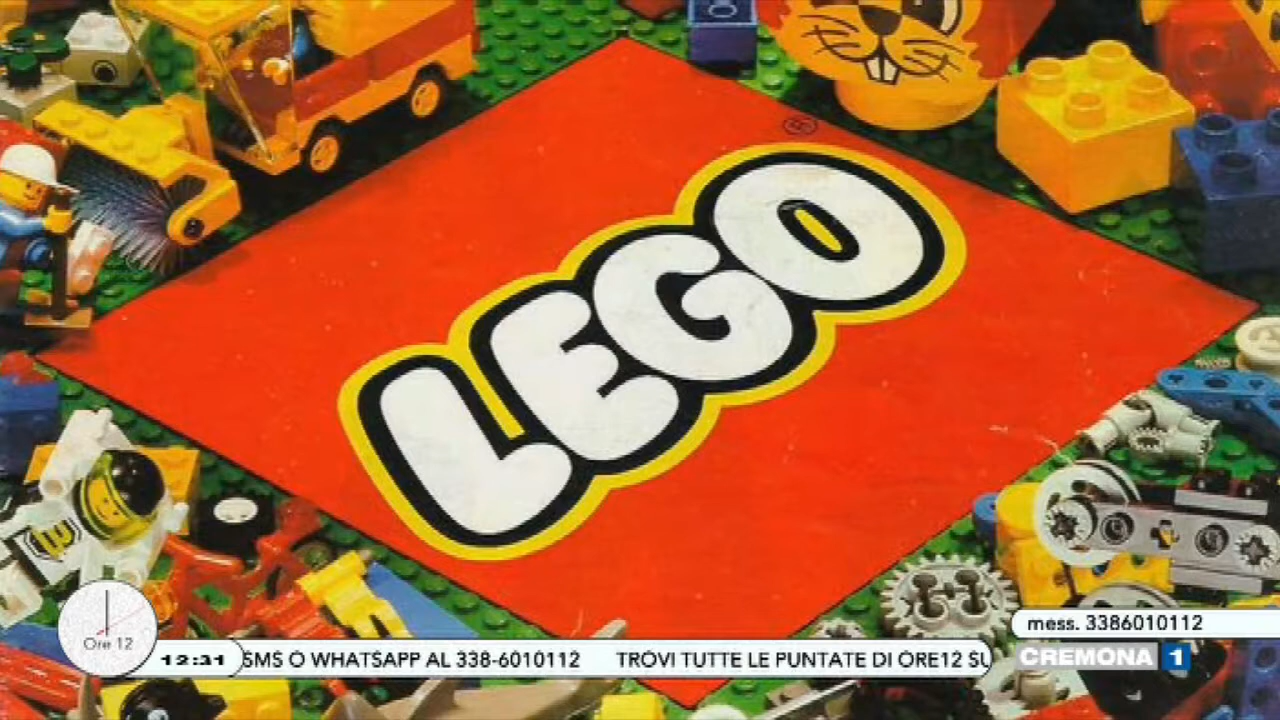 LEGO
mess. 3386010112
Ore 12
12:31
SMS O WHATSAPP AL 338-6010112 TROVI TUTTE LE PUNTATE DI ORE12 SU
CREMONA 1